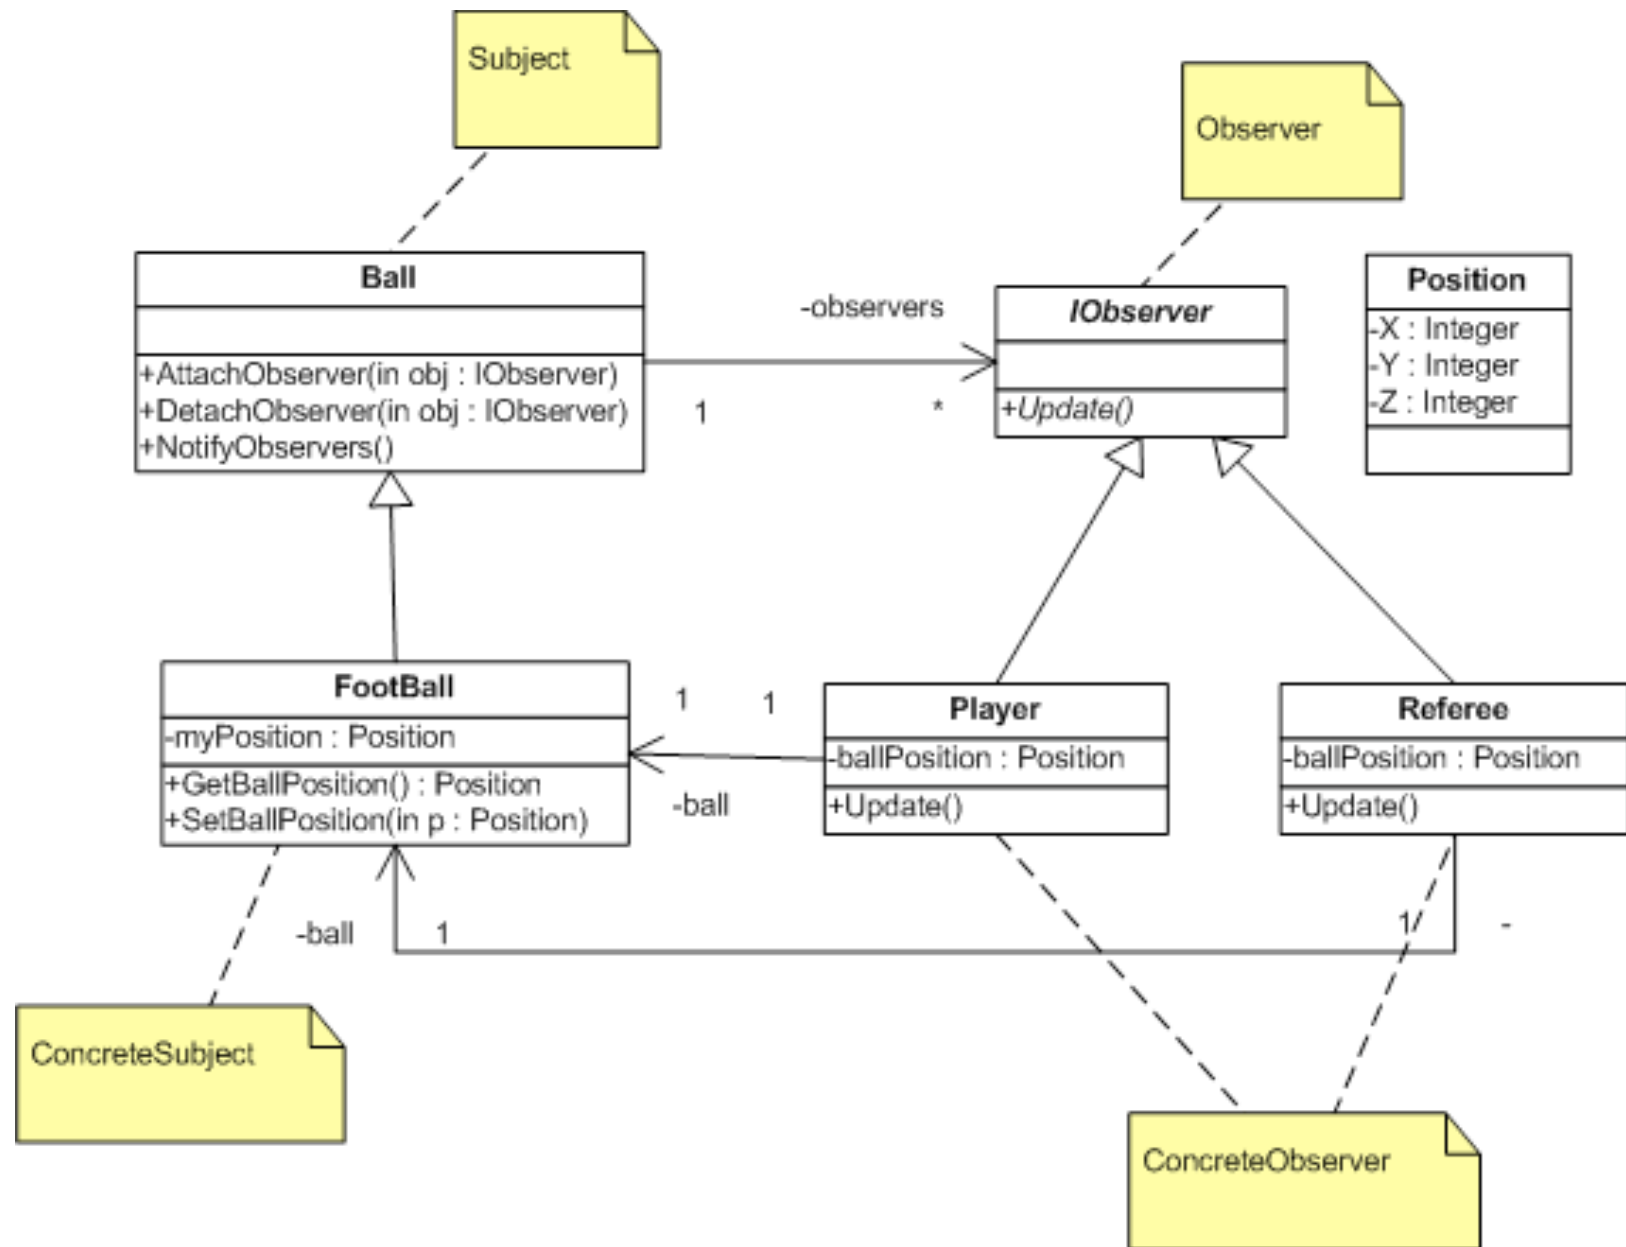 Subject
Observer
Ball
+AttachObserver(in obj : IObserver)
+DetachObserver(in obj : IObserver)
+NotifyObservers()
-observers
1
*
IObserver
+Update()
Position
-X : Integer
-Y : Integer
-Z : Integer
FootBall
-myPosition : Position
+GetBallPosition() : Position
+SetBallPosition(in p : Position)
1
1
-ball
Player
-ballPosition : Position
+Update()
Referee
-ballPosition : Position
+Update()
-ball
1
1
-
ConcreteSubject
ConcreteObserver